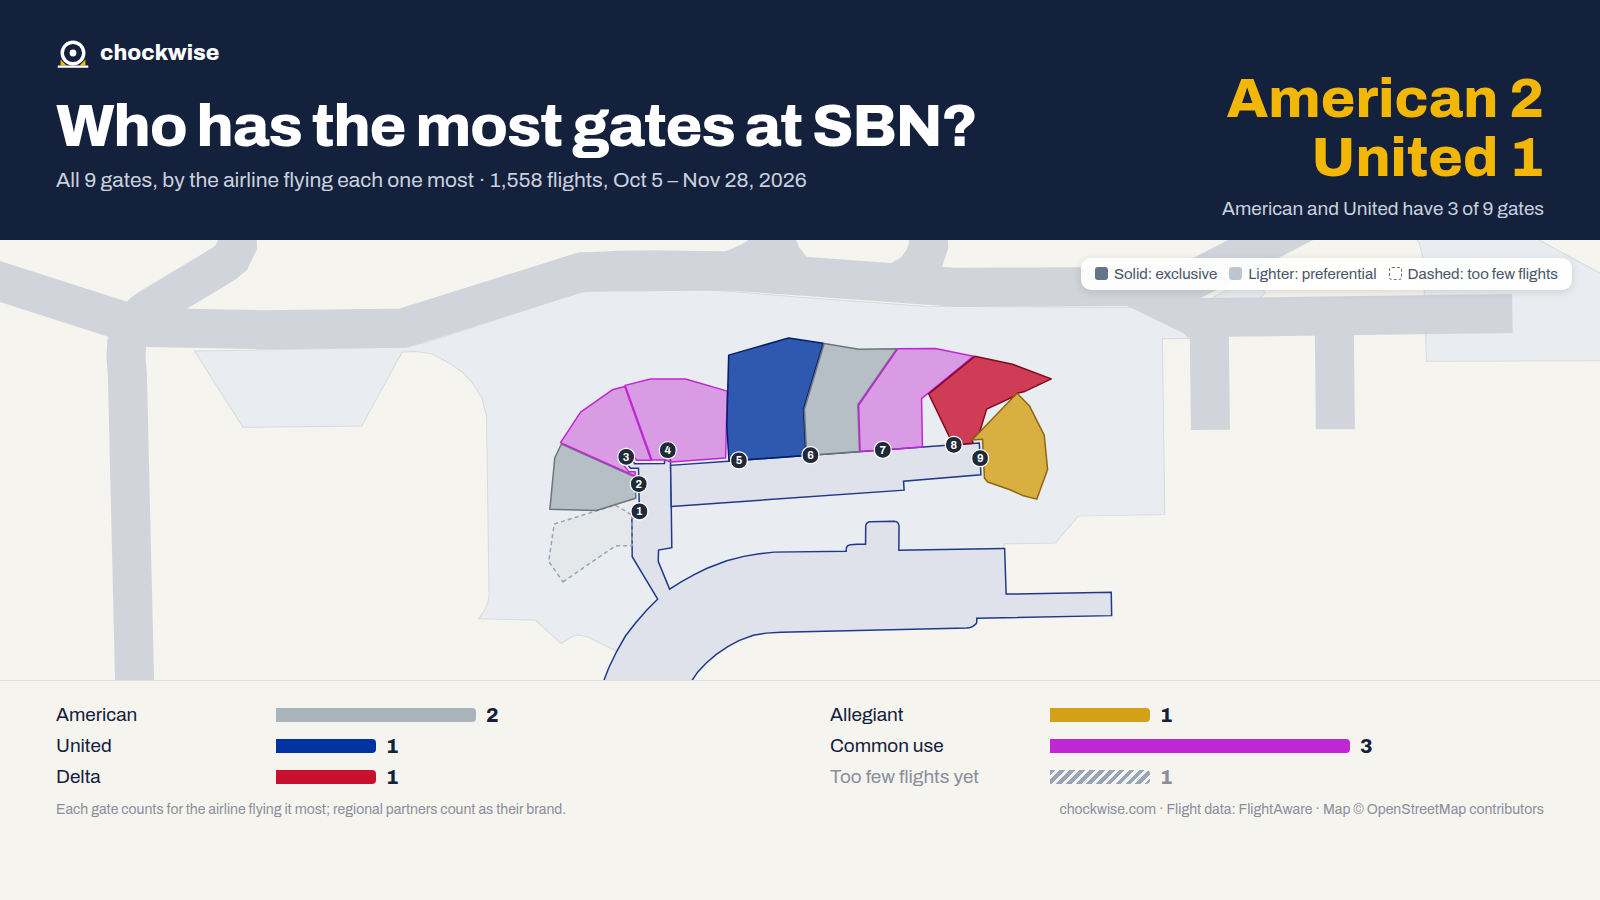 chockwise
Who has the most gates at SBN?
All 9 gates, by the airline flying each one most · 1,558 flights, Oct 5 – Nov 28, 2026
American 2
United 1
American and United have 3 of 9 gates
Solid: exclusive
Lighter: preferential
Dashed: too few flights
3
4
5
6
7
8
9
2
1
American 2
United 1
Delta 1
Allegiant 1
Common use 3
Too few flights yet 1
Each gate counts for the airline flying it most; regional partners count as their brand.
chockwise.com · Flight data: FlightAware · Map © OpenStreetMap contributors